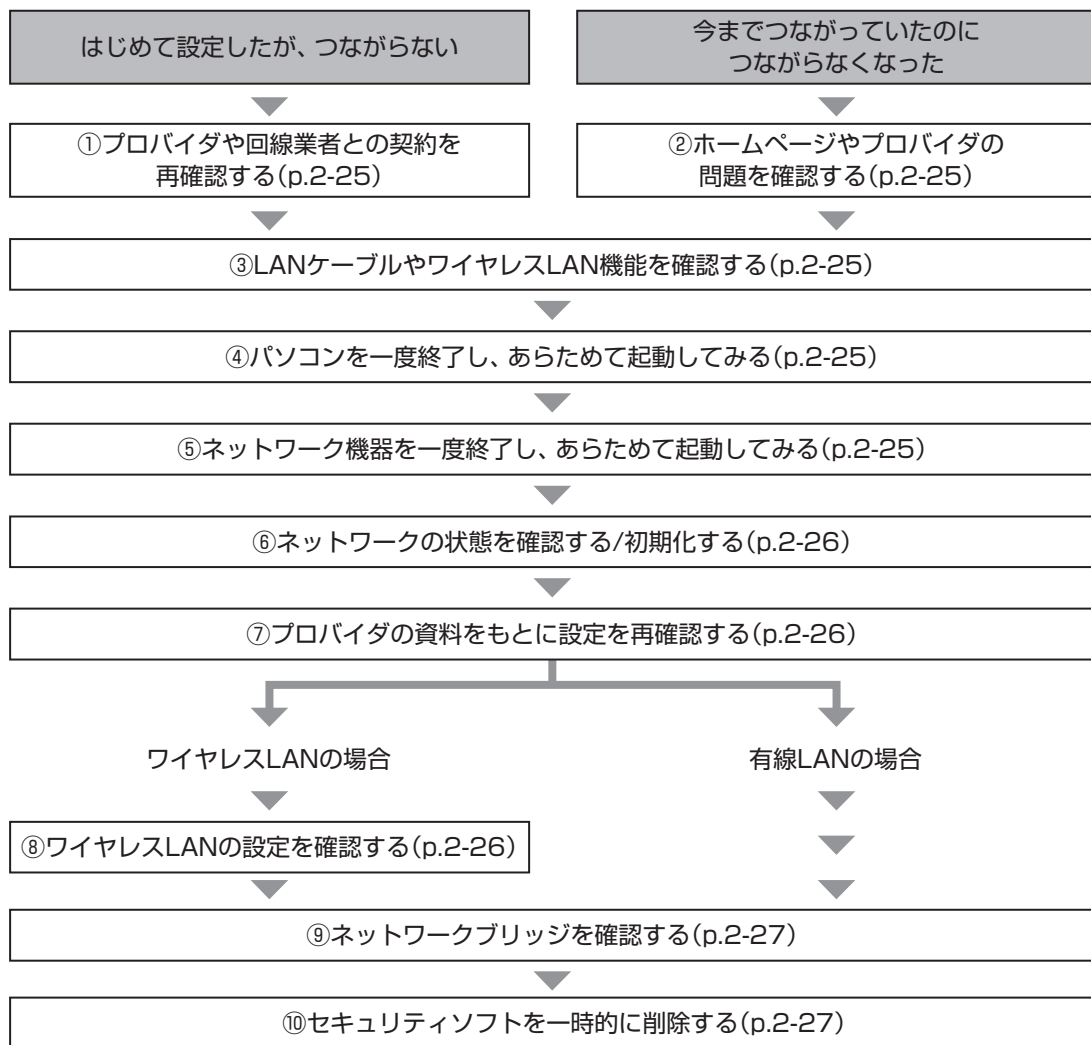 はじめて設定したが、つながらない
今までつながっていたのに
つながらなくなった
①プロバイダや回線業者との契約を
再確認する(p.2-25)
②ホームページやプロバイダの
問題を確認する(p.2-25)
③LANケーブルやワイヤレスLAN機能を確認する(p.2-25)
④パソコンを一度終了し、あらためて起動してみる(p.2-25)
⑤ネットワーク機器を一度終了し、あらためて起動してみる(p.2-25)
⑥ネットワークの状態を確認する/初期化する(p.2-26)
⑦プロバイダの資料をもとに設定を再確認する(p.2-26)
ワイヤレスLANの場合
有線LANの場合
⑧ワイヤレスLANの設定を確認する(p.2-26)
⑨ネットワークブリッジを確認する(p.2-27)
⑩セキュリティソフトを一時的に削除する(p.2-27)